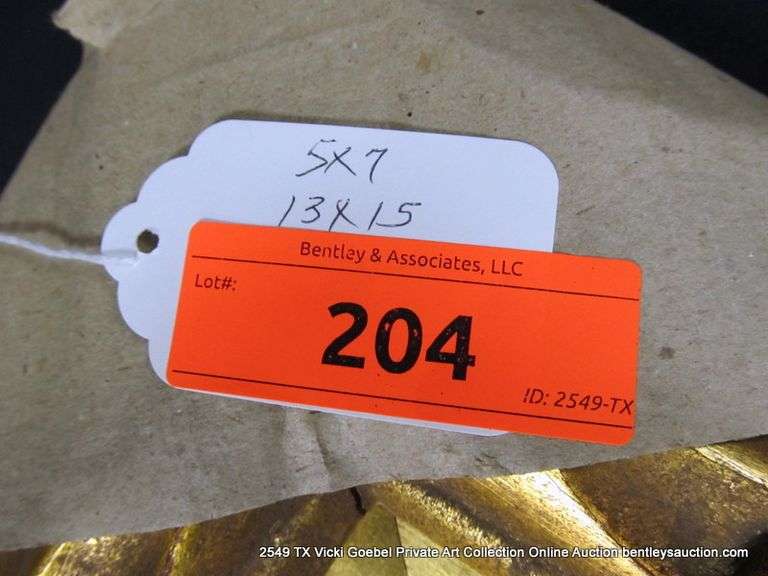 5X7
13X15
Bentley & Associates, LLC
Lot#:
204
ID: 2549-TX
2549 TX Vicki Goebel Private Art Collection Online Auction bentleysauction.com